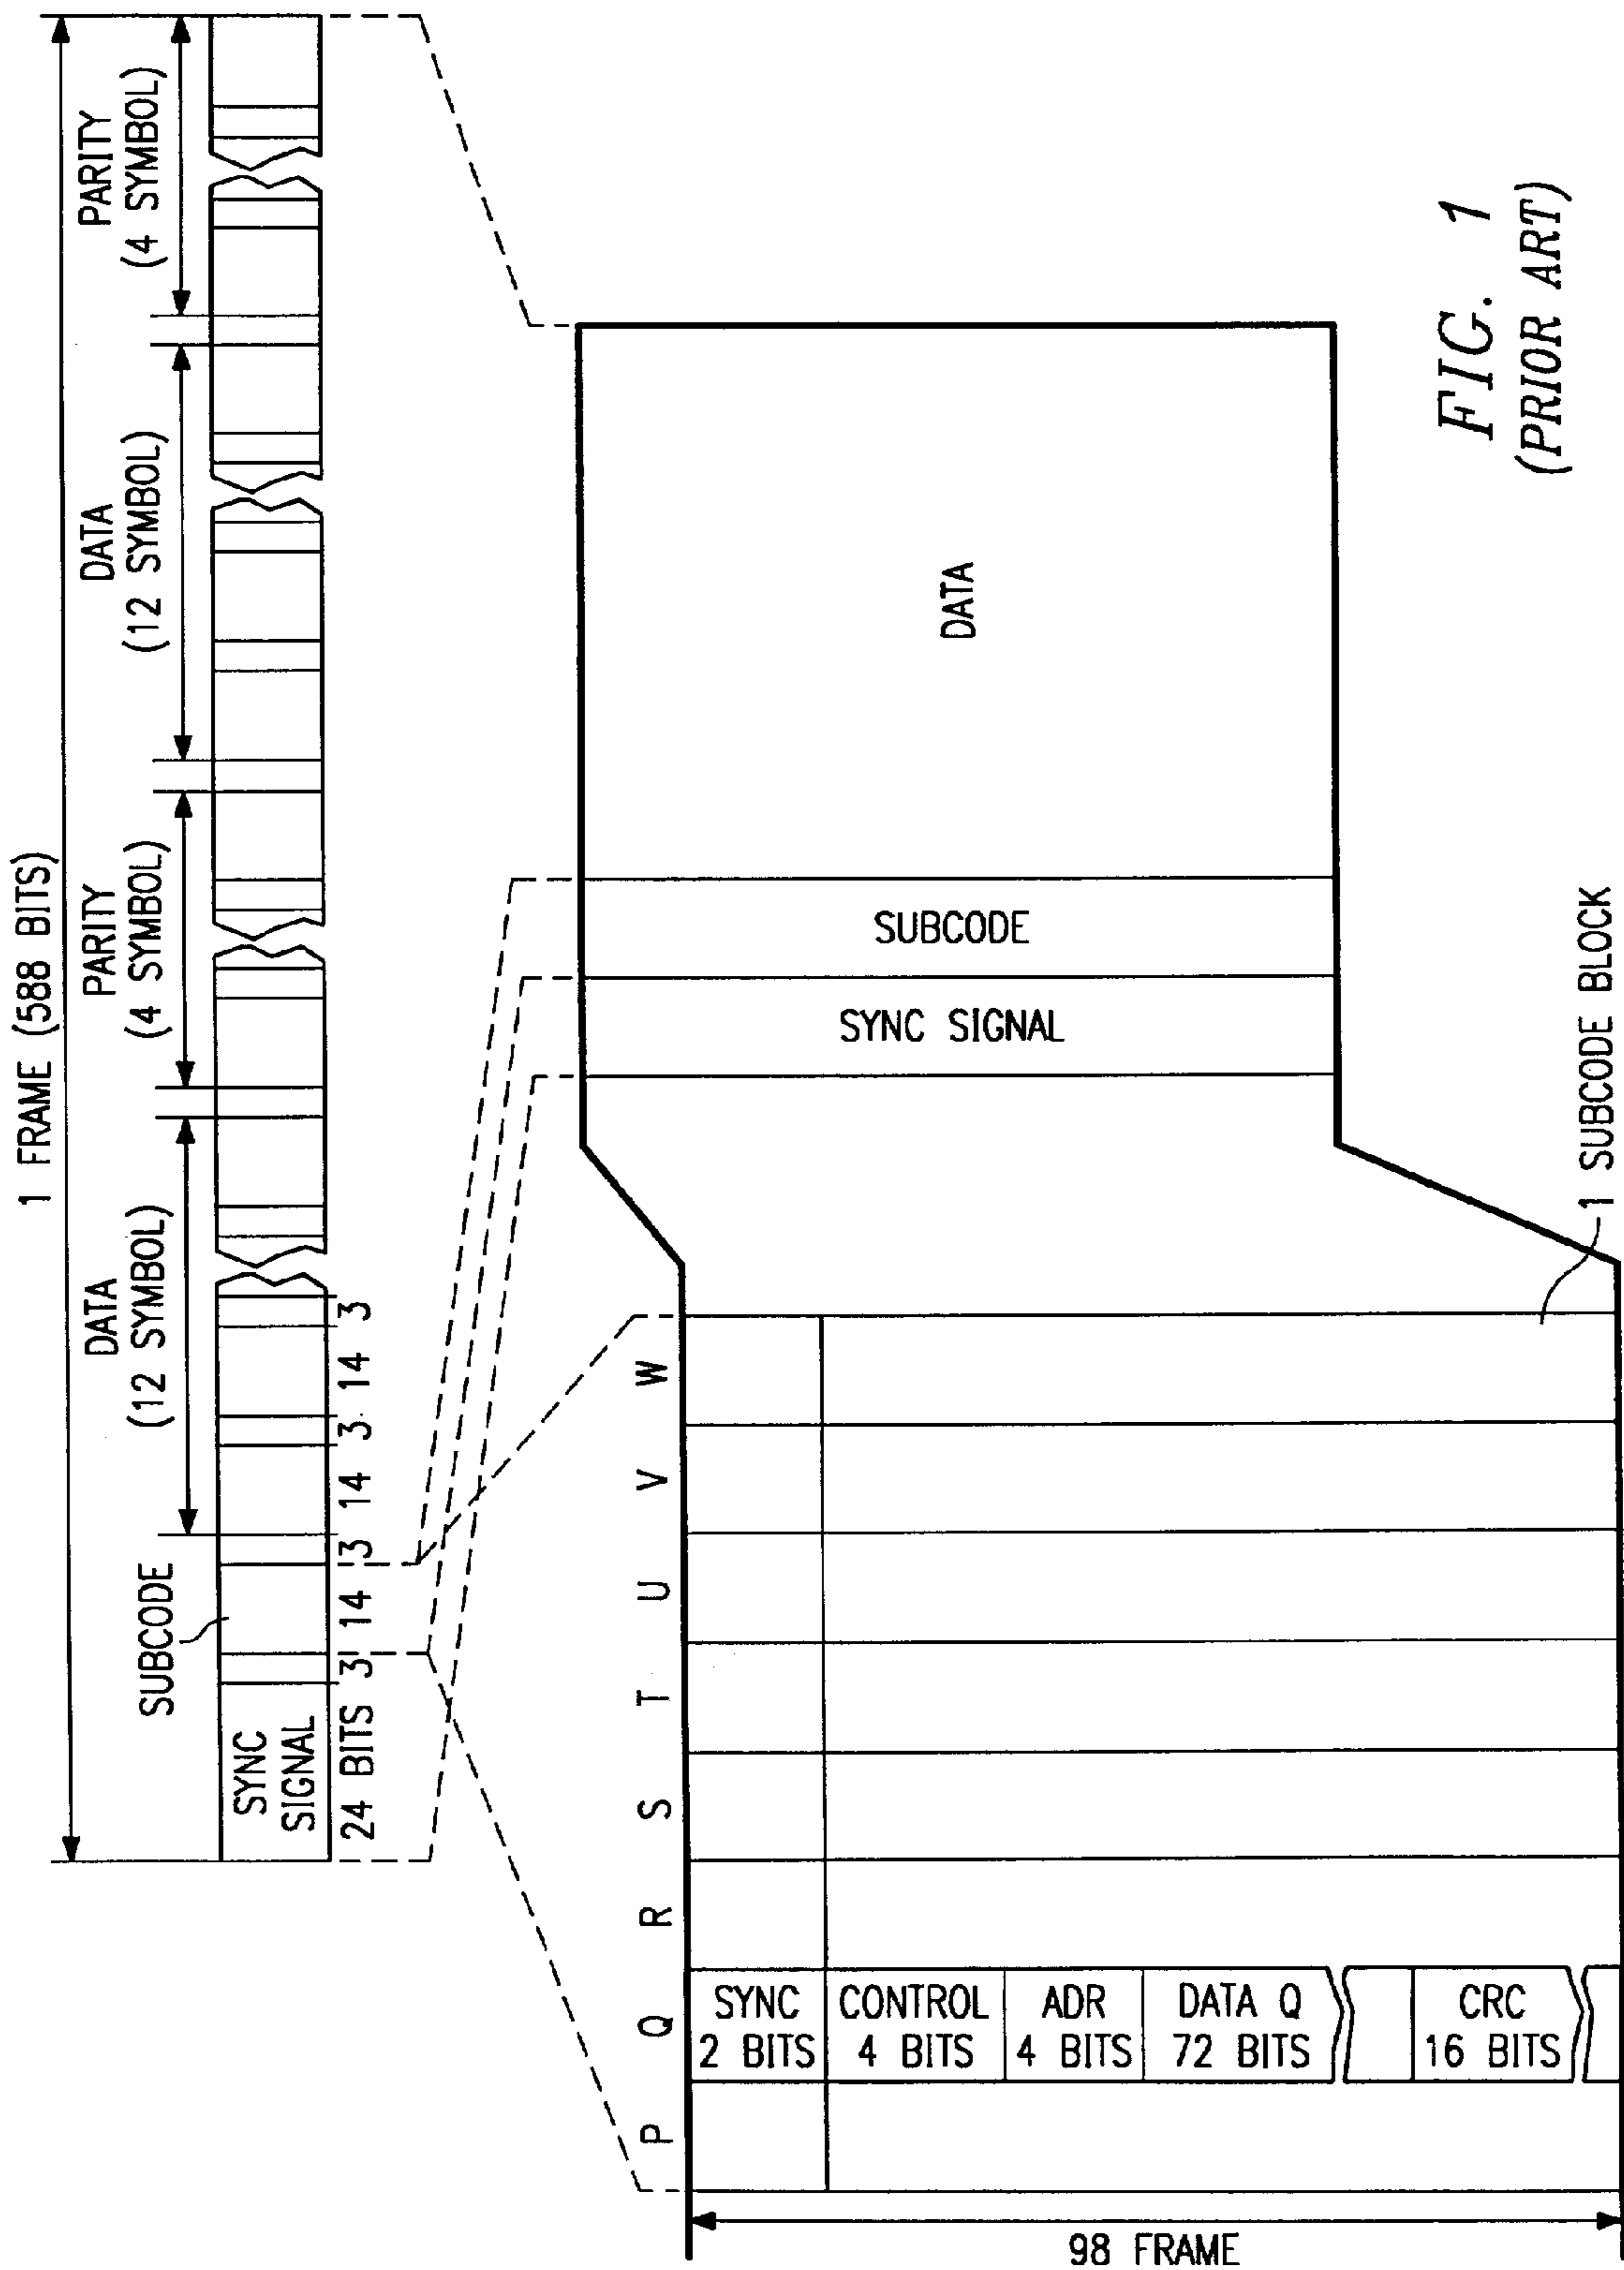 1 FRAME (588 BITS)
SUBCODE
DATA
(12 SYMBOL)
PARITY
(4 SYMBOL)
DATA
(12 SYMBOL)
PARITY
(4 SYMBOL)
SYNC
SIGNAL
24 BITS 3 14 3 14 3 14 3
P Q R S T U V W
SYNC
2 BITS
CONTROL
4 BITS
ADR
4 BITS
DATA Q
72 BITS
CRC
16 BITS
98 FRAME
SYNC SIGNAL
SUBCODE
DATA
1 SUBCODE BLOCK
FIG. 1
(PRIOR ART)